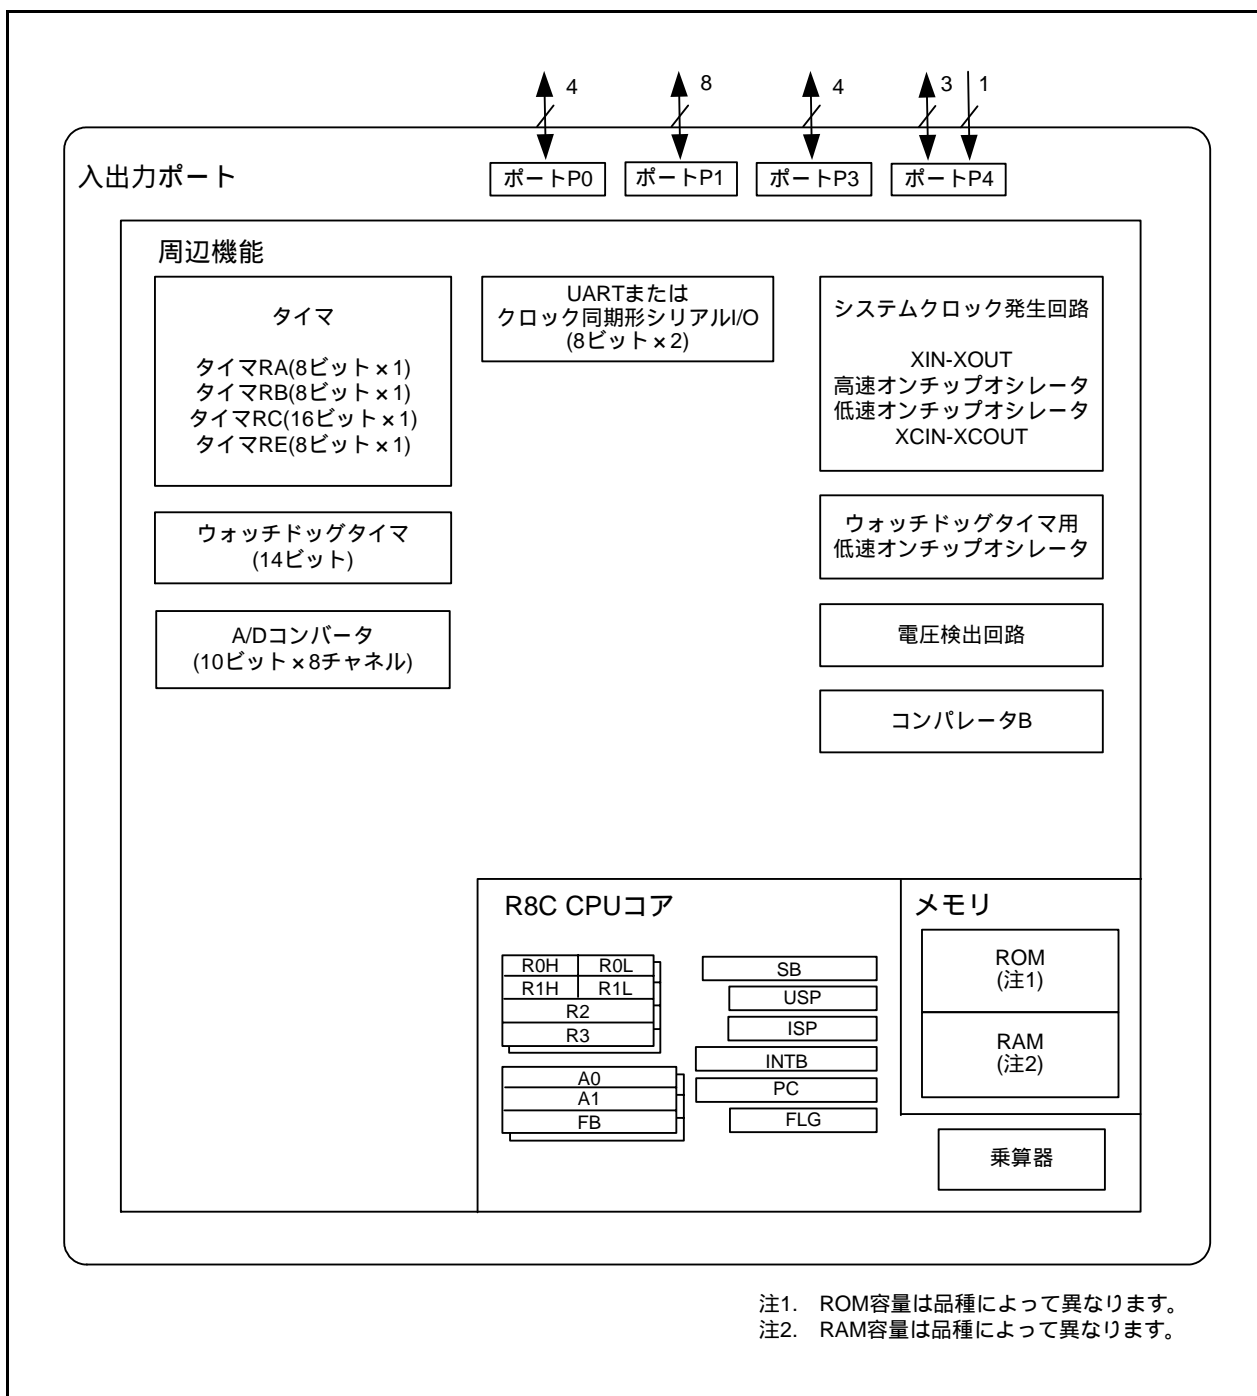 4
8
4
3
1
入出力ポート
ポートP0
ポートP1
ポートP3
ポートP4
周辺機能
タイマ
タイマRA(8ビット×1)
タイマRB(8ビット×1)
タイマRC(16ビット×1)
タイマRE(8ビット×1)
ウォッチドッグタイマ
(14ビット)
A/Dコンバータ
(10ビット×8チャネル)
UARTまたは
クロック同期形シリアルI/O
(8ビット×2)
システムクロック発生回路
XIN-XOUT
高速オンチップオシレータ
低速オンチップオシレータ
XCIN-XCOUT
ウォッチドッグタイマ用
低速オンチップオシレータ
電圧検出回路
コンパレータB
R8C CPUコア
R0H
R0L
R1H
R1L
R2
R3
A0
A1
FB
SB
USP
ISP
INTB
PC
FLG
メモリ
ROM
(注1)
RAM
(注2)
乗算器
注1. ROM容量は品種によって異なります。
注2. RAM容量は品種によって異なります。